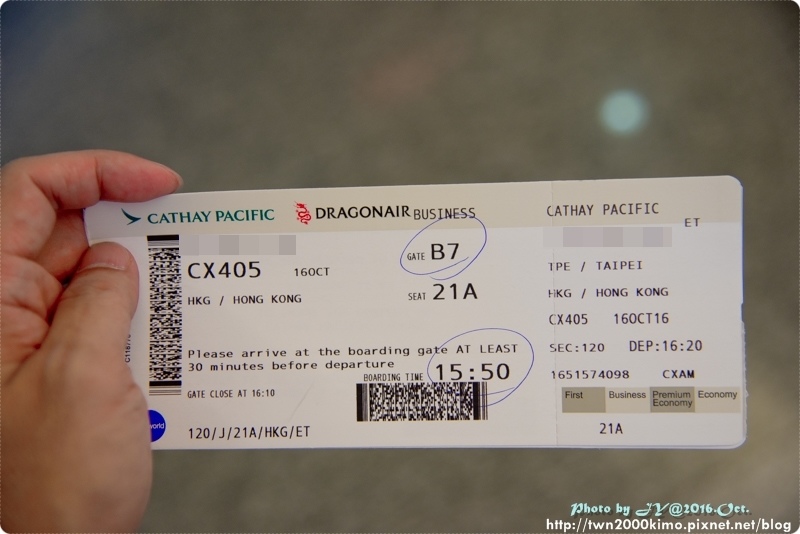 CATHAY PACIFIC DRAGONAIR BUSINESS
CX405 16OCT
HKG / HONG KONG
GATE B7
SEAT 21A
Please arrive at the boarding gate AT LEAST
30 minutes before departure
BOARDING TIME 15:50
GATE CLOSE AT 16:10
world
120/J/21A/HKG/ET
CATHAY PACIFIC
ET
TPE / TAIPEI
HKG / HONG KONG
CX405 16OCT16
SEC:120 DEP:16:20
1651574098 CXAM
First Business Premium Economy Economy
21A
Photo by JY@2016.Oct.
http://twn2000kimo.pixnet.net/blog